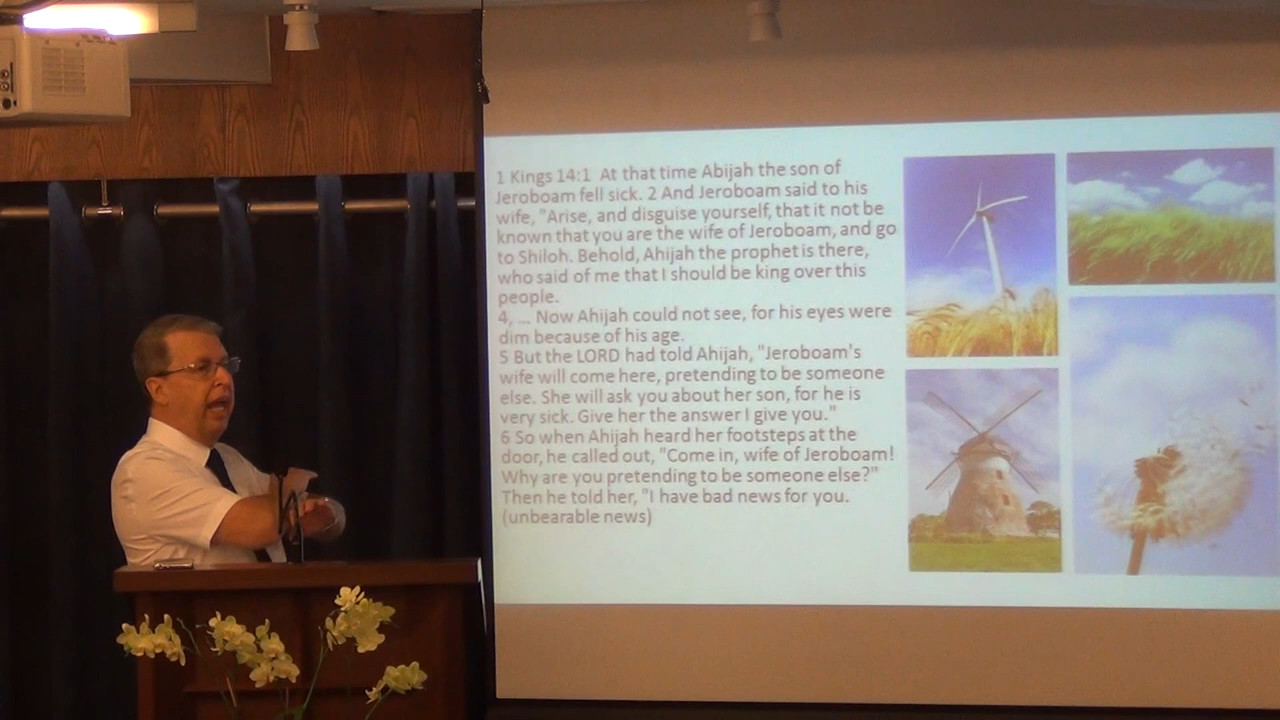 1 Kings 14:1 At that time Abijah the son of
Jeroboam fell sick. 2 And Jeroboam said to his
wife, "Arise, and disguise yourself, that it not be
known that you are the wife of Jeroboam, and go
to Shiloh. Behold, Ahijah the prophet is there,
who said of me that I should be king over this
people.
4, ... Now Ahijah could not see, for his eyes were
dim because of his age.
5 But the LORD had told Ahijah, "Jeroboam's
wife will come here, pretending to be someone
else. She will ask you about her son, for he is
very sick. Give her the answer I give you."
6 So when Ahijah heard her footsteps at the
door, he called out, "Come in, wife of Jeroboam!
Why are you pretending to be someone else?"
Then he told her, "I have bad news for you.
(unbearable news)